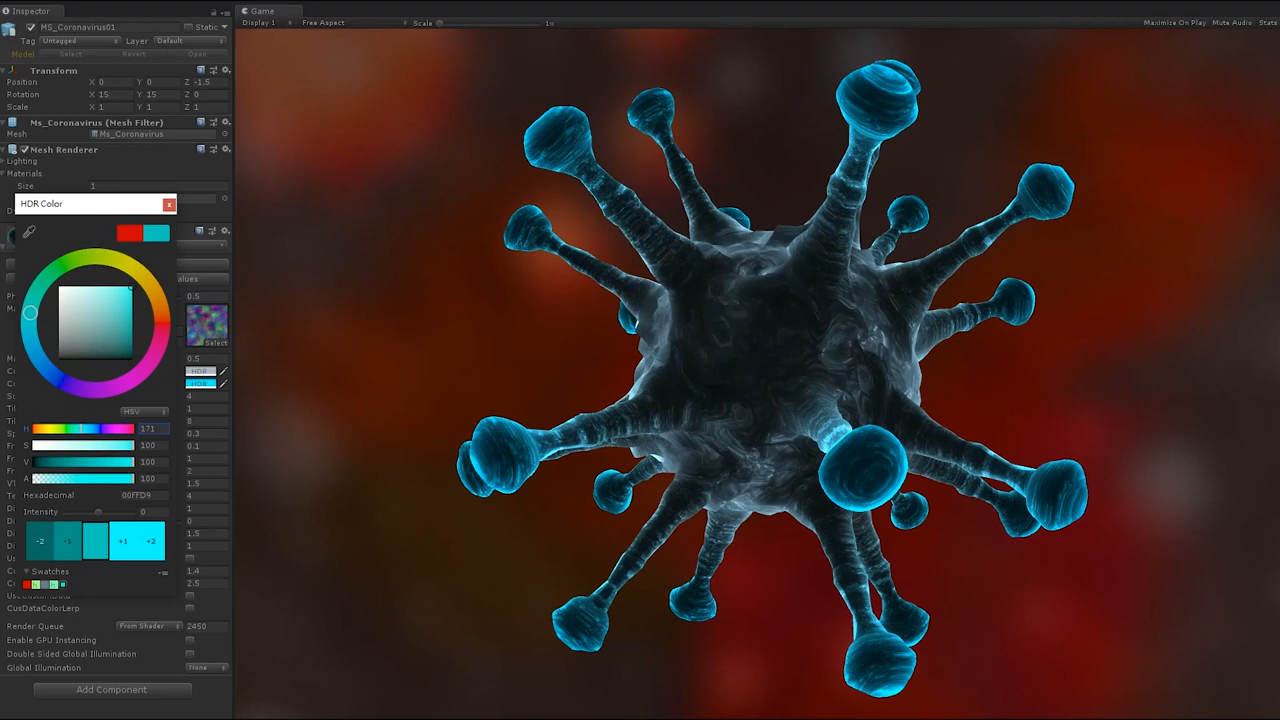 Inspector
Game
MS_Coronavirus01 Static
Display 1 Free Aspect Scale 1x Maximize On Play Mute Audio Stats
Tag Untagged Layer Default
Model Select Revert Open
Transform
Position X 0 Y 0 Z -1.5
Rotation X 15 Y 15 Z 0
Scale X 1 Y 1 Z 1
Ms_Coronavirus (Mesh Filter)
Mesh Ms_Coronavirus
Mesh Renderer
Lighting
Materials
Size 1
HDR Color x
D
alues
0.5
Select
0.5
HDR
HDR
4
HSV 1
8
H 171
0.3
S 100 0.1
V 100 1
2
A 100
1.5
Hexadecimal 00FFD9 4
Intensity 0 1
0
-2 -1 +1 +2
1.5
1
Swatches 1.4
2.5
UseCustomData
CusDataColorLerp
Render Queue From Shader 2450
Enable GPU Instancing
Double Sided Global Illumination
Global Illumination None
Add Component